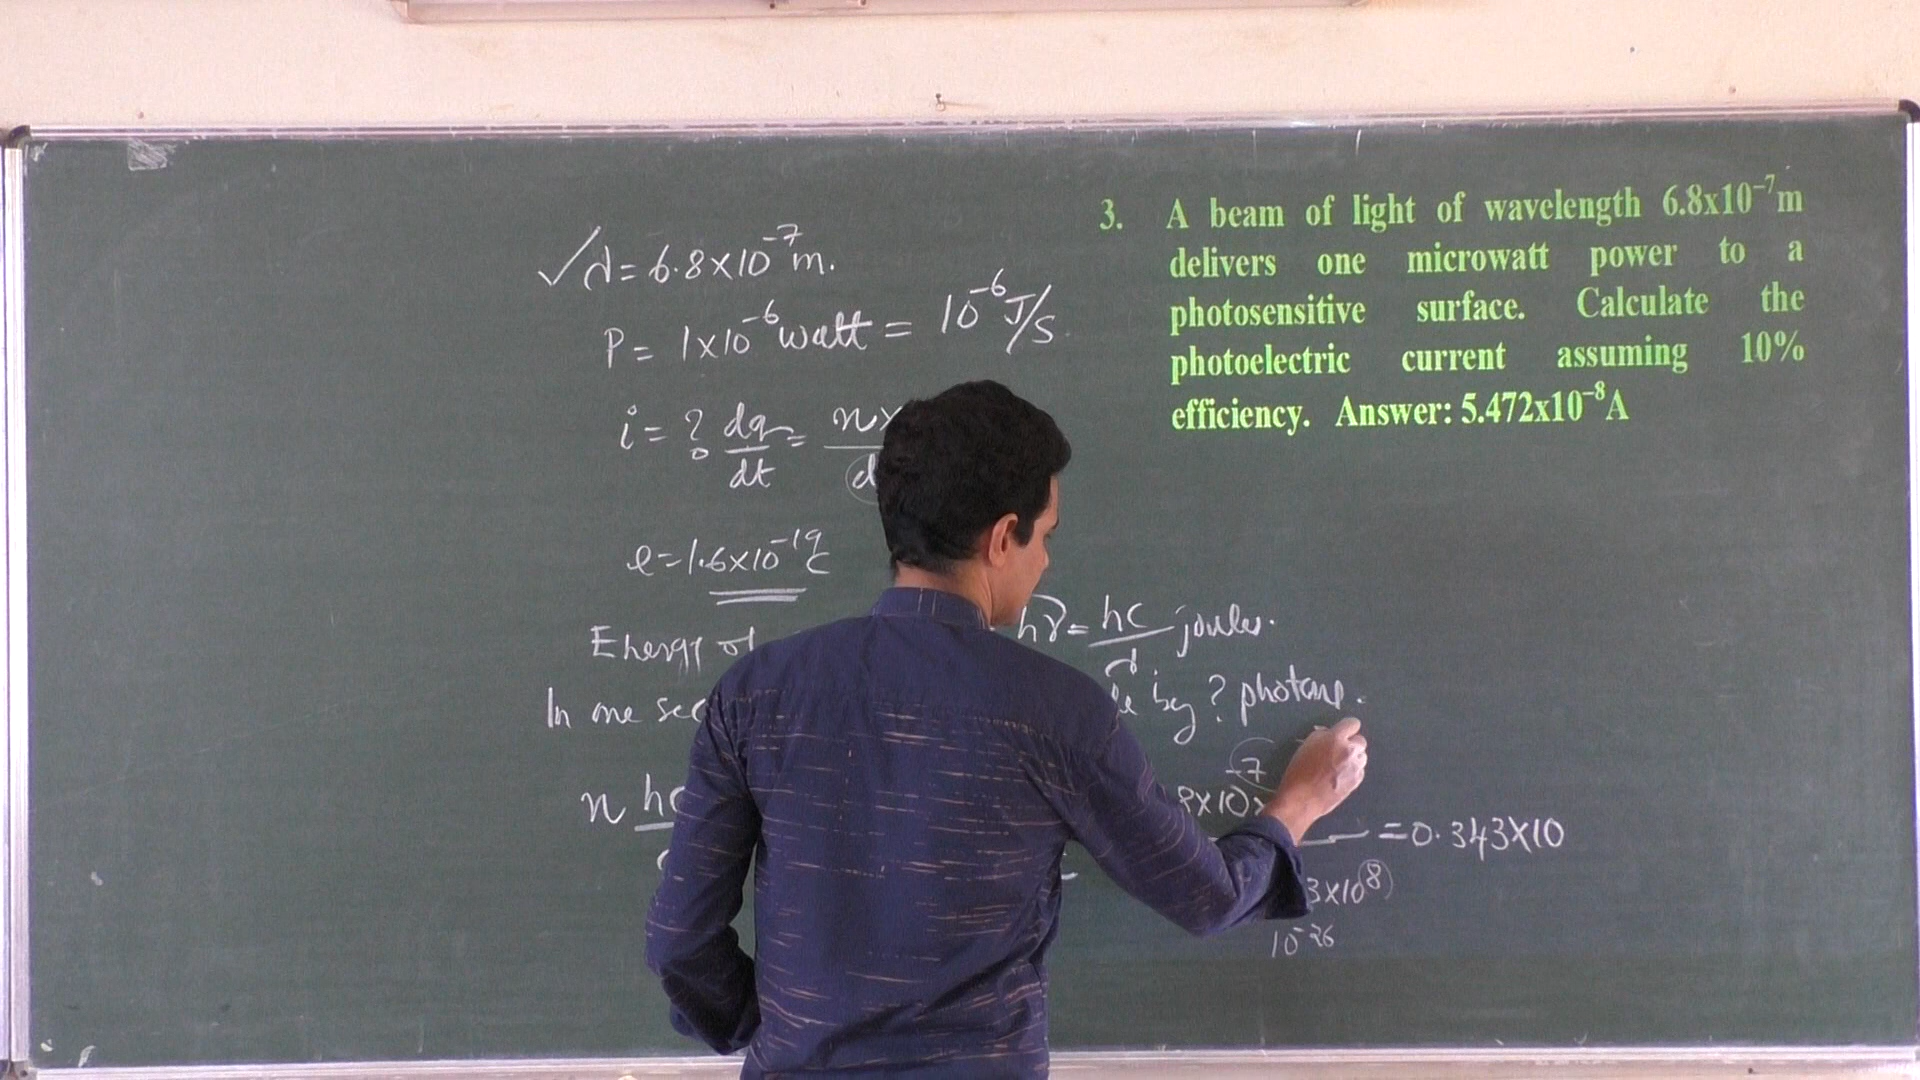 3. A beam of light of wavelength 6.8x10⁻⁷m
delivers one microwatt power to a
photosensitive surface. Calculate the
photoelectric current assuming 10%
efficiency. Answer: 5.472x10⁻⁸A
✓λ = 6.8×10⁻⁷m.
P = 1×10⁻⁶ watt = 10⁻⁶ J/s.
i = ? dq/dt = n×
e = 1.6×10⁻¹⁹C
Energy of hν = hc/λ joules.
In one sec by ? photons.
n hc 8×10⁻⁷× = 0.343×10
3×10⁸
10⁻²⁶